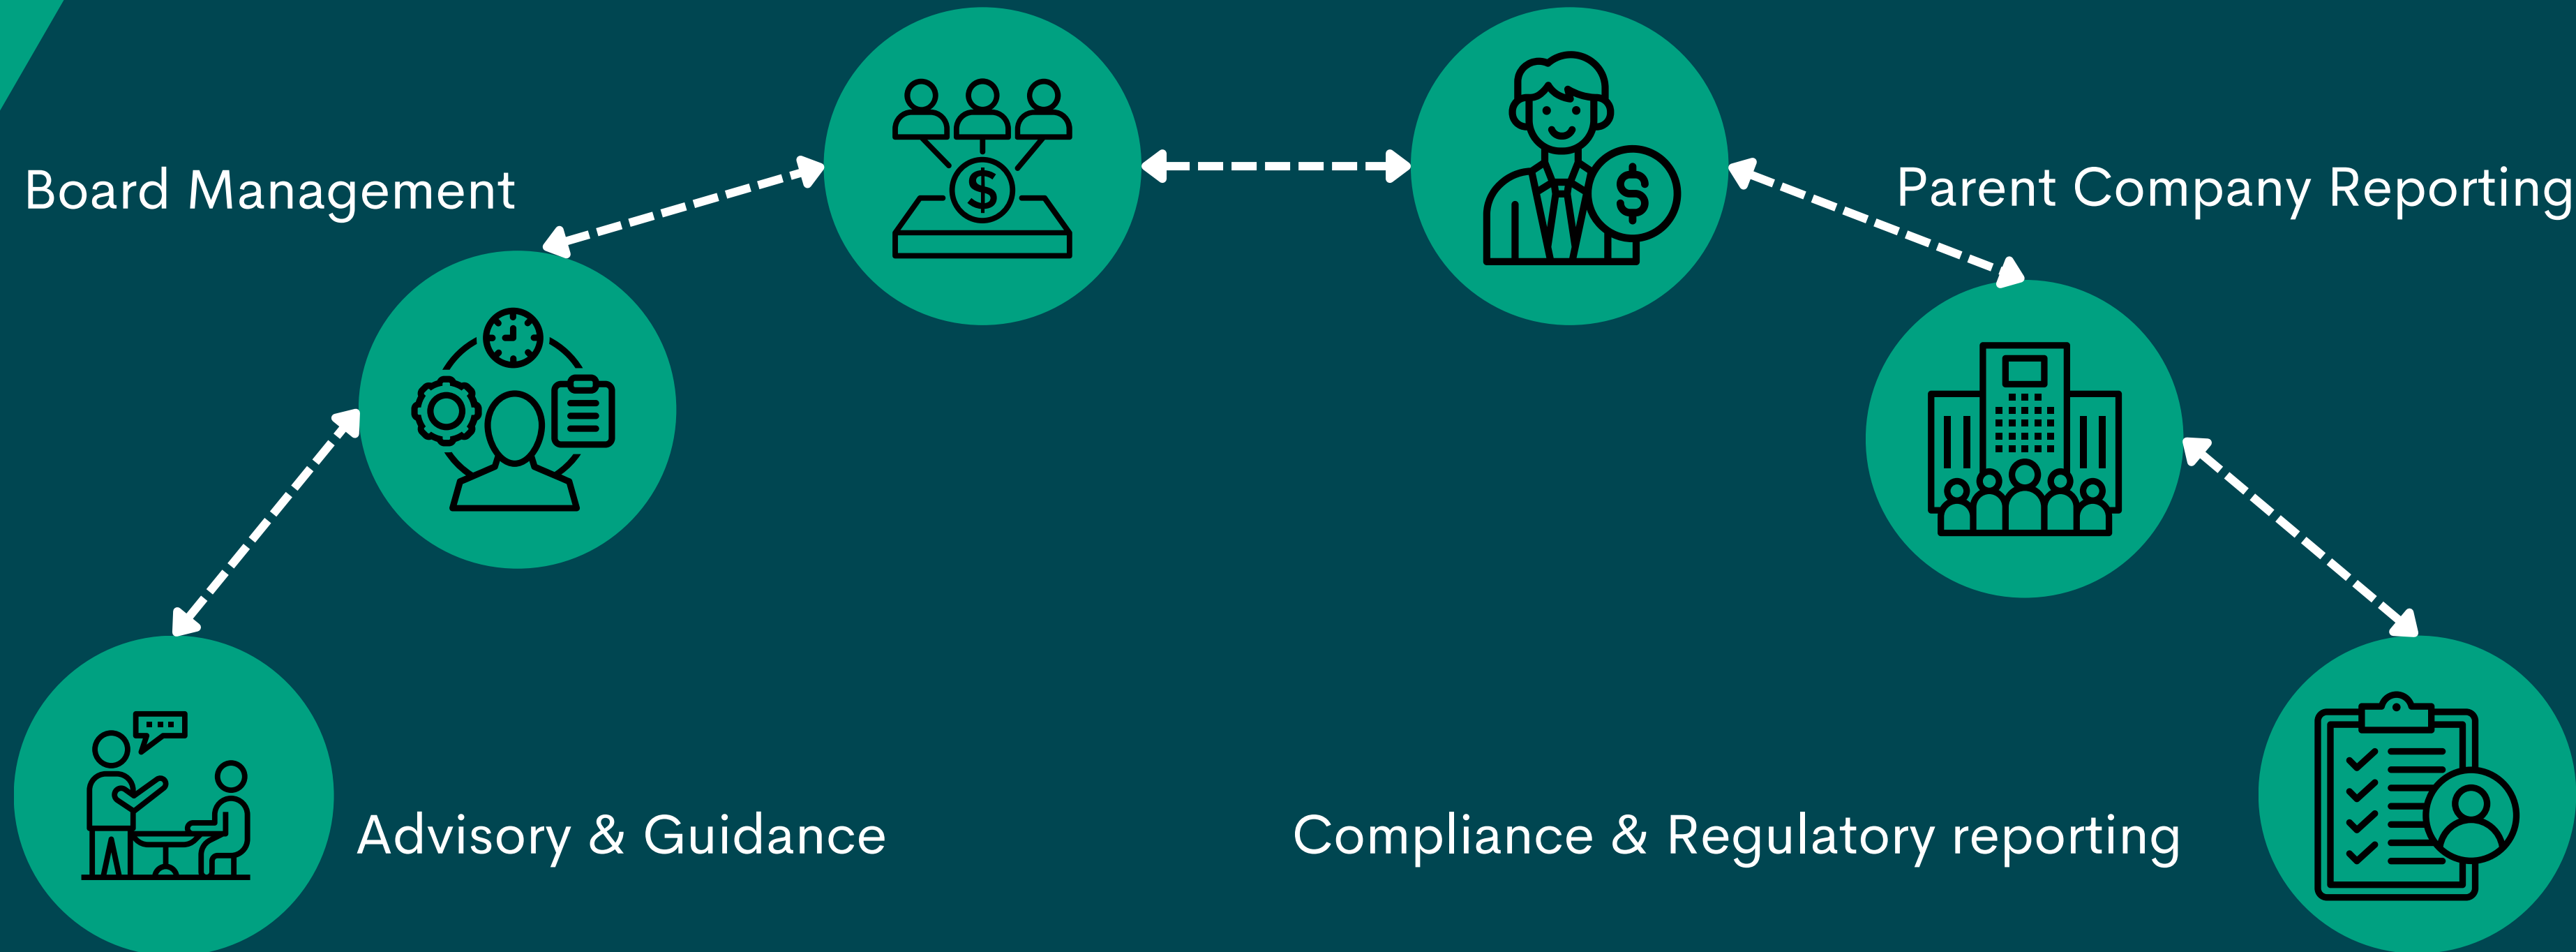 Board Management
Parent Company Reporting
Advisory & Guidance
Compliance & Regulatory reporting